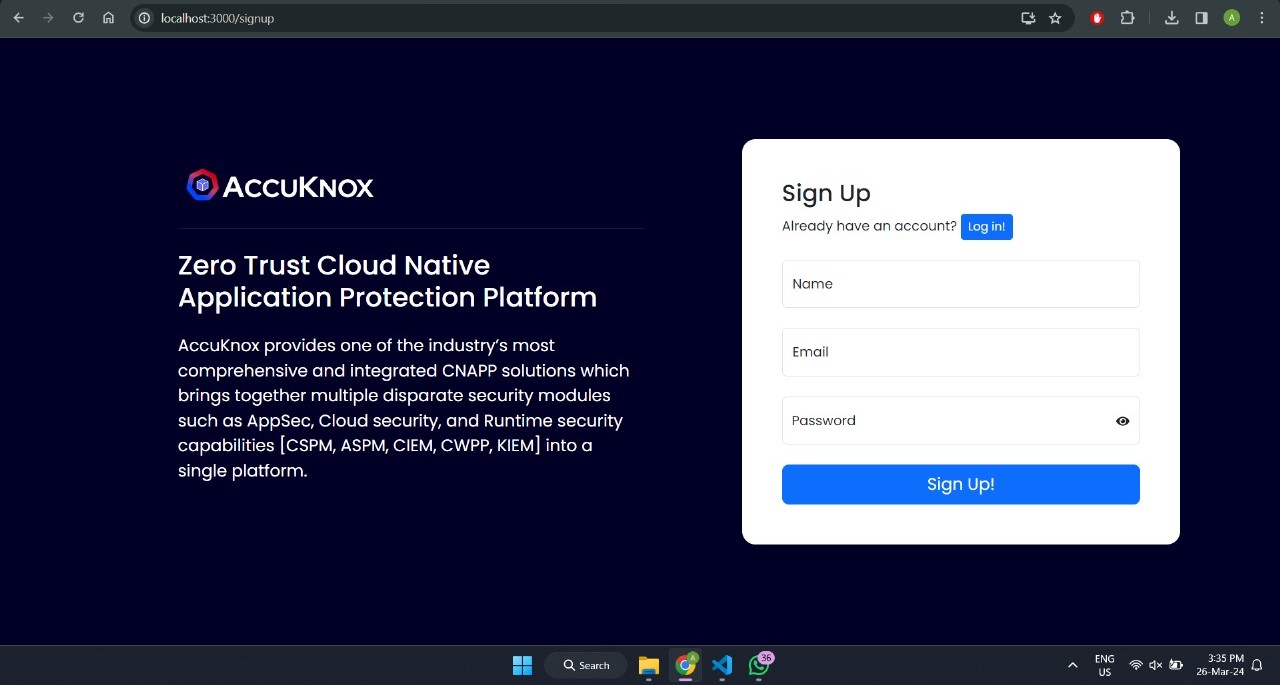 localhost:3000/signup
A
ACCUKNOX
Zero Trust Cloud Native
Application Protection Platform
AccuKnox provides one of the industry’s most
comprehensive and integrated CNAPP solutions which
brings together multiple disparate security modules
such as AppSec, Cloud security, and Runtime security
capabilities [CSPM, ASPM, CIEM, CWPP, KIEM] into a
single platform.
Sign Up
Already have an account? Log in!
Name
Email
Password
Sign Up!
Search
A
36
ENG
US
3:35 PM
26-Mar-24